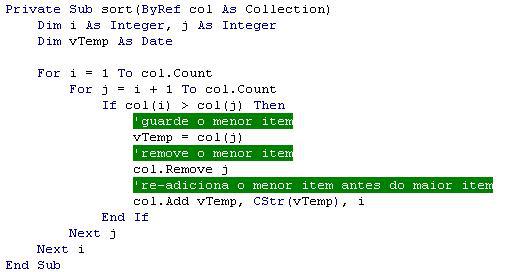 Private Sub sort(ByRef col As Collection)
    Dim i As Integer, j As Integer
    Dim vTemp As Date

    For i = 1 To col.Count
        For j = i + 1 To col.Count
            If col(i) > col(j) Then
                'guarde o menor item
                vTemp = col(j)
                'remove o menor item
                col.Remove j
                're-adiciona o menor item antes do maior item
                col.Add vTemp, CStr(vTemp), i
            End If
        Next j
    Next i
End Sub